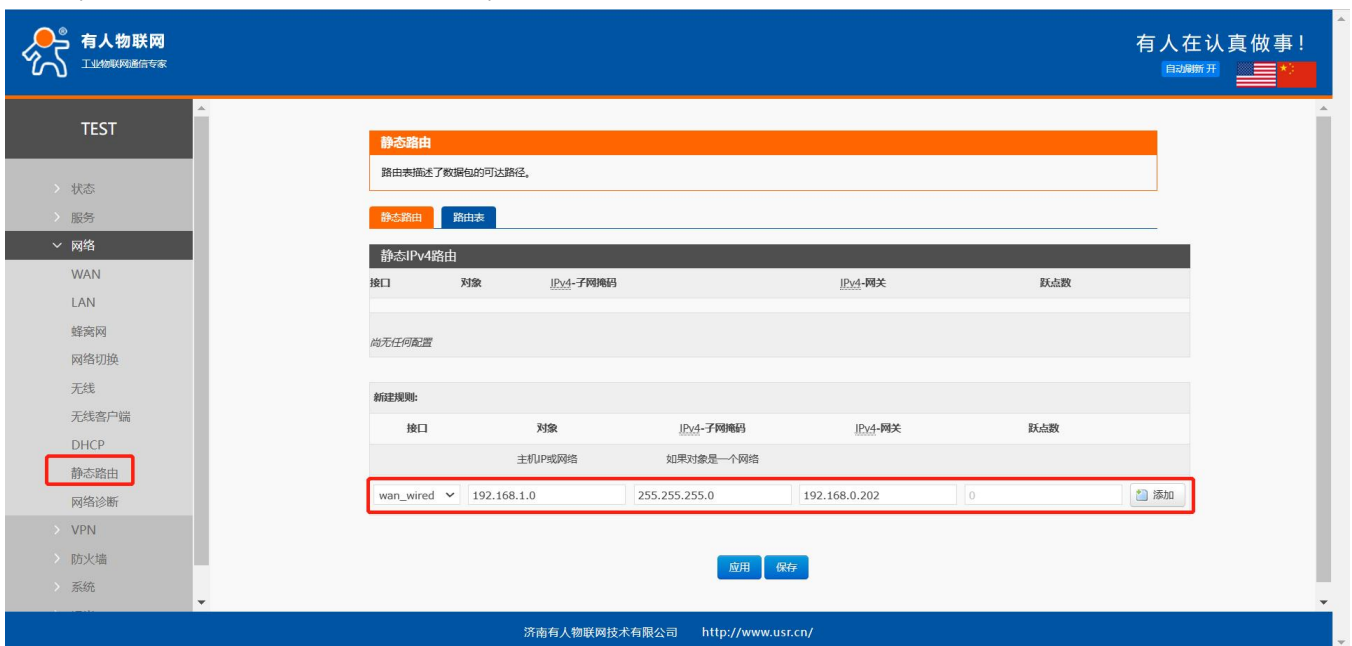 有人物联网
®
工业物联网通信专家
有人在认真做事!
自动刷新 开
TEST
状态
服务
网络
WAN
LAN
蜂窝网
网络切换
无线
无线客户端
DHCP
静态路由
网络诊断
VPN
防火墙
系统
静态路由
路由表描述了数据包的可达路径。
静态路由 路由表
静态IPv4路由
接口 对象 IPv4-子网掩码 IPv4-网关 跃点数
尚无任何配置
新建规则:
接口 对象 IPv4-子网掩码 IPv4-网关 跃点数
主机IP或网络 如果对象是一个网络
wan_wired 192.168.1.0 255.255.255.0 192.168.0.202 0 添加
应用 保存
济南有人物联网技术有限公司 http://www.usr.cn/